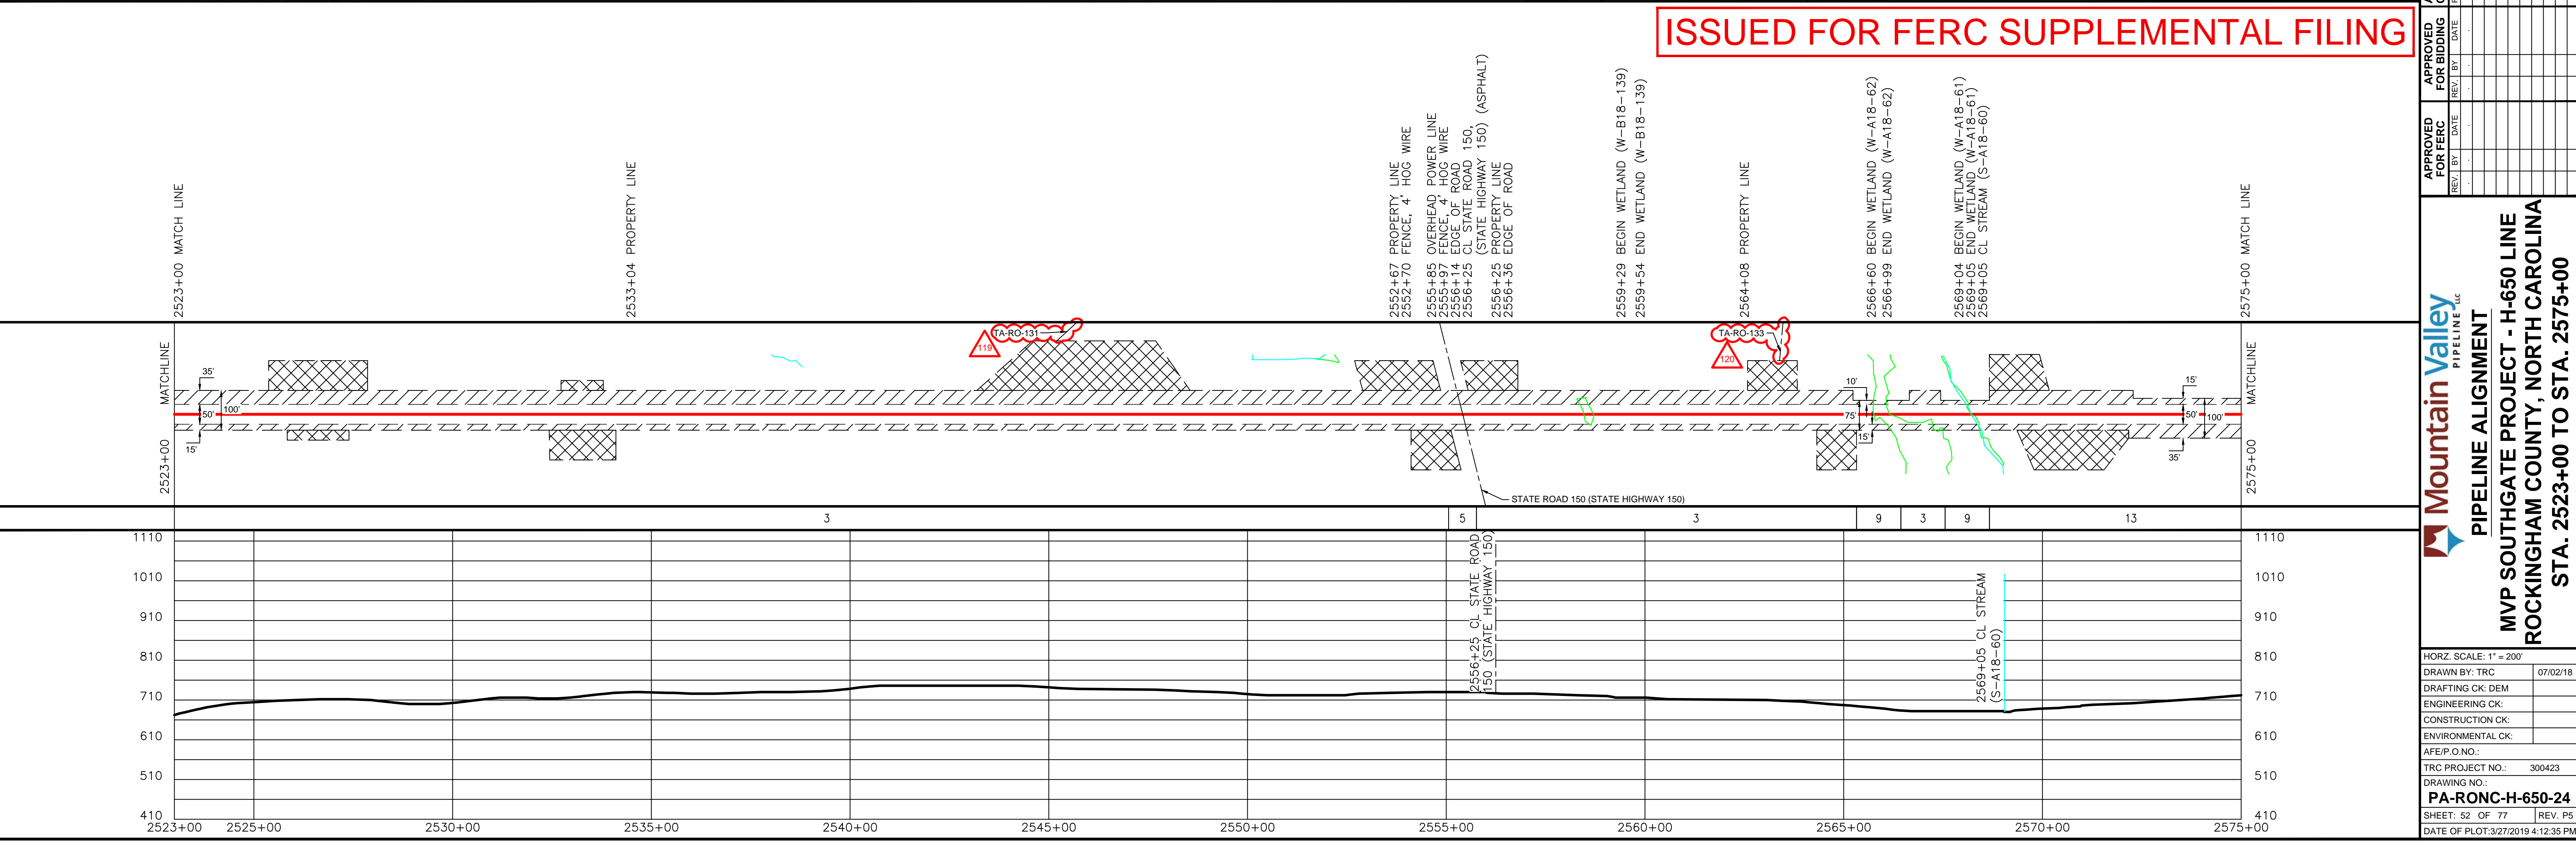 ISSUED FOR FERC SUPPLEMENTAL FILING
2523+00 MATCH LINE
2533+04 PROPERTY LINE
2552+67 PROPERTY LINE
2552+70 FENCE, 4' HOG WIRE
2555+85 OVERHEAD POWER LINE
2555+97 FENCE, 4' HOG WIRE
2556+14 EDGE OF ROAD
2556+25 CL STATE ROAD 150,
(STATE HIGHWAY 150) (ASPHALT)
2556+25 PROPERTY LINE
2556+36 EDGE OF ROAD
2559+29 BEGIN WETLAND (W-B18-139)
2559+54 END WETLAND (W-B18-139)
2564+08 PROPERTY LINE
2566+60 BEGIN WETLAND (W-A18-62)
2566+99 END WETLAND (W-A18-62)
2569+04 BEGIN WETLAND (W-A18-61)
2569+05 END WETLAND (W-A18-61)
2569+05 CL STREAM (S-A18-60)
2575+00 MATCH LINE
MATCHLINE
2523+00
35'
50'
100'
15'
119
TA-RO-131
120
TA-RO-133
10'
75'
15'
15'
50'
100'
35'
MATCHLINE
2575+00
STATE ROAD 150 (STATE HIGHWAY 150)
3 5 3 9 3 9 13
1110 1110
1010 1010
910 910
810 810
710 710
610 610
510 510
410 410
2556+25 CL STATE ROAD
150 (STATE HIGHWAY 150)
2569+05 CL STREAM
(S-A18-60)
2523+00 2525+00 2530+00 2535+00 2540+00 2545+00 2550+00 2555+00 2560+00 2565+00 2570+00 2575+00
APPROVED
FOR BIDDING
REV. BY DATE
APPROVED
FOR FERC
REV. BY DATE
Mountain Valley
PIPELINE LLC
PIPELINE ALIGNMENT
MVP SOUTHGATE PROJECT - H-650 LINE
ROCKINGHAM COUNTY, NORTH CAROLINA
STA. 2523+00 TO STA. 2575+00
HORZ. SCALE: 1" = 200'
DRAWN BY: TRC 07/02/18
DRAFTING CK: DEM
ENGINEERING CK:
CONSTRUCTION CK:
ENVIRONMENTAL CK:
AFE/P.O.NO.:
TRC PROJECT NO.: 300423
DRAWING NO.:
PA-RONC-H-650-24
SHEET: 52 OF 77 REV. P5
DATE OF PLOT:3/27/2019 4:12:35 PM